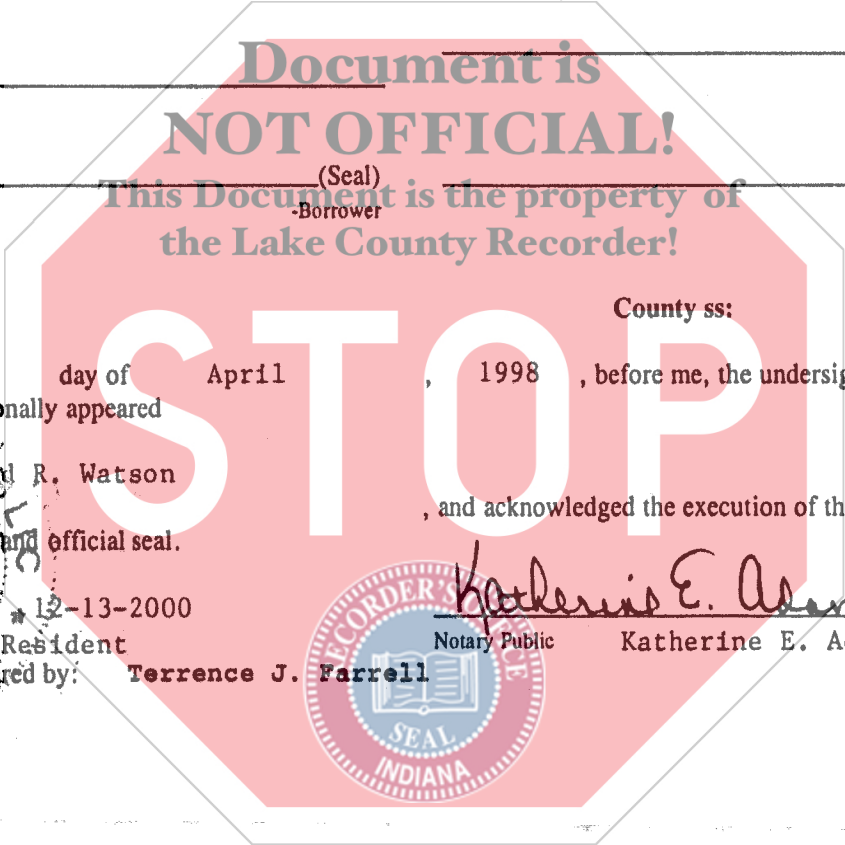 Document is
NOT OFFICIAL!
(Seal)
This Document is the property of
-Borrower
the Lake County Recorder!
County ss:
STOP
day of April , 1998 , before me, the undersig
onally appeared
R. Watson
, and acknowledged the execution of th
and official seal.
12-13-2000
Katherine E.
Resident
Notary Public Katherine E. A
red by: Terrence J. Farrell
RECORDER'S OFFICE
SEAL
INDIANA